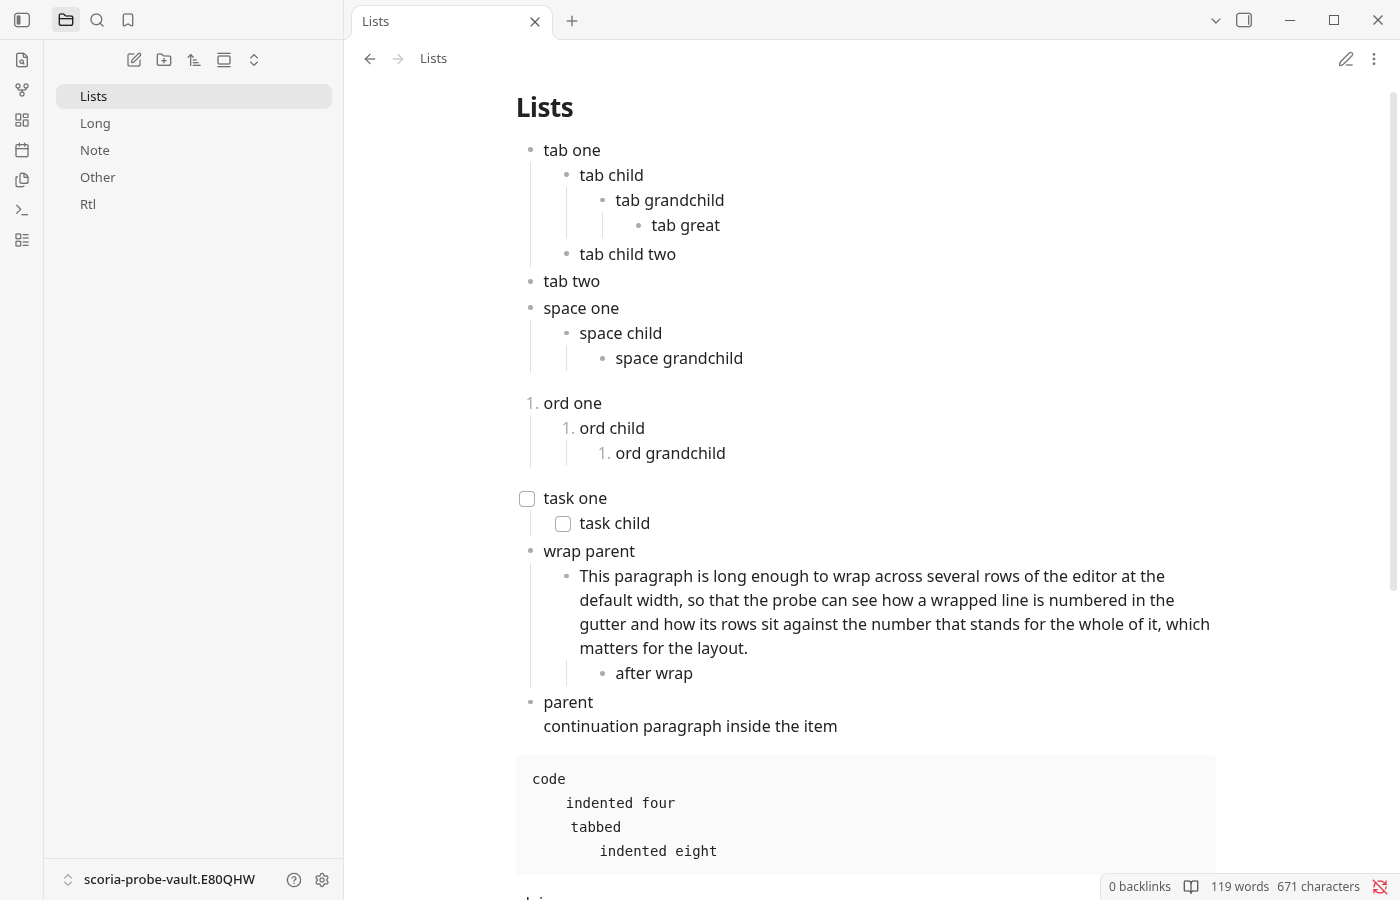 Lists
Lists
Lists
Long
Note
Other
Rtl
Lists
tab one
tab child
tab grandchild
tab great
tab child two
tab two
space one
space child
space grandchild
1. ord one
1. ord child
1. ord grandchild
task one
task child
wrap parent
This paragraph is long enough to wrap across several rows of the editor at the
default width, so that the probe can see how a wrapped line is numbered in the
gutter and how its rows sit against the number that stands for the whole of it, which
matters for the layout.
after wrap
parent
continuation paragraph inside the item
code
indented four
tabbed
indented eight
scoria-probe-vault.E80QHW
0 backlinks 119 words 671 characters